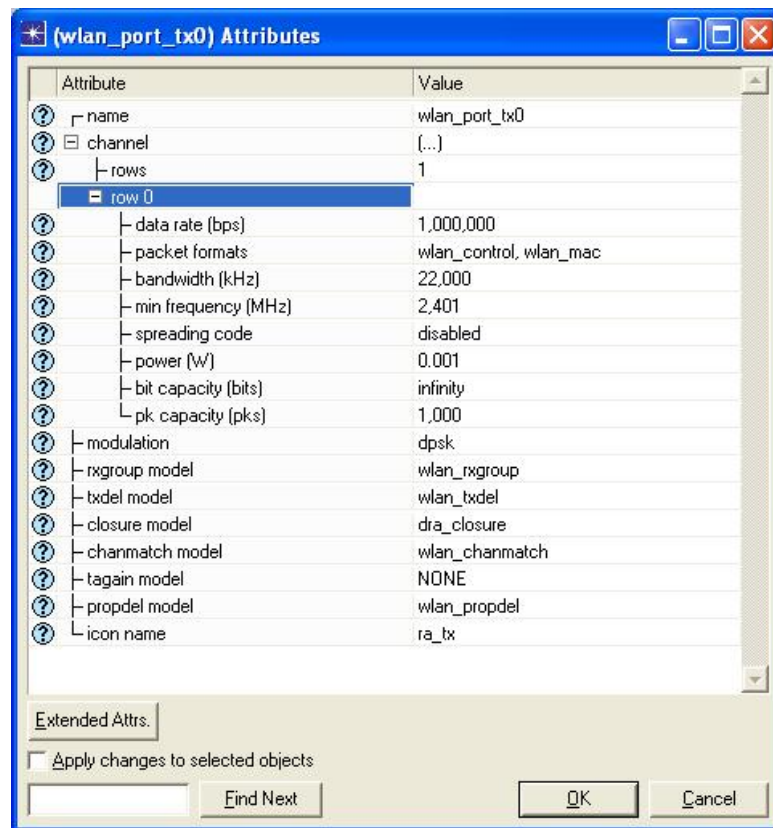 (wlan_port_tx0) Attributes
Attribute Value
name wlan_port_tx0
channel (...)
rows 1
row 0
data rate (bps) 1,000,000
packet formats wlan_control, wlan_mac
bandwidth (kHz) 22,000
min frequency (MHz) 2,401
spreading code disabled
power (W) 0.001
bit capacity (bits) infinity
pk capacity (pks) 1,000
modulation dpsk
rxgroup model wlan_rxgroup
txdel model wlan_txdel
closure model dra_closure
chanmatch model wlan_chanmatch
tagain model NONE
propdel model wlan_propdel
icon name ra_tx
Extended Attrs.
Apply changes to selected objects
Find Next OK Cancel